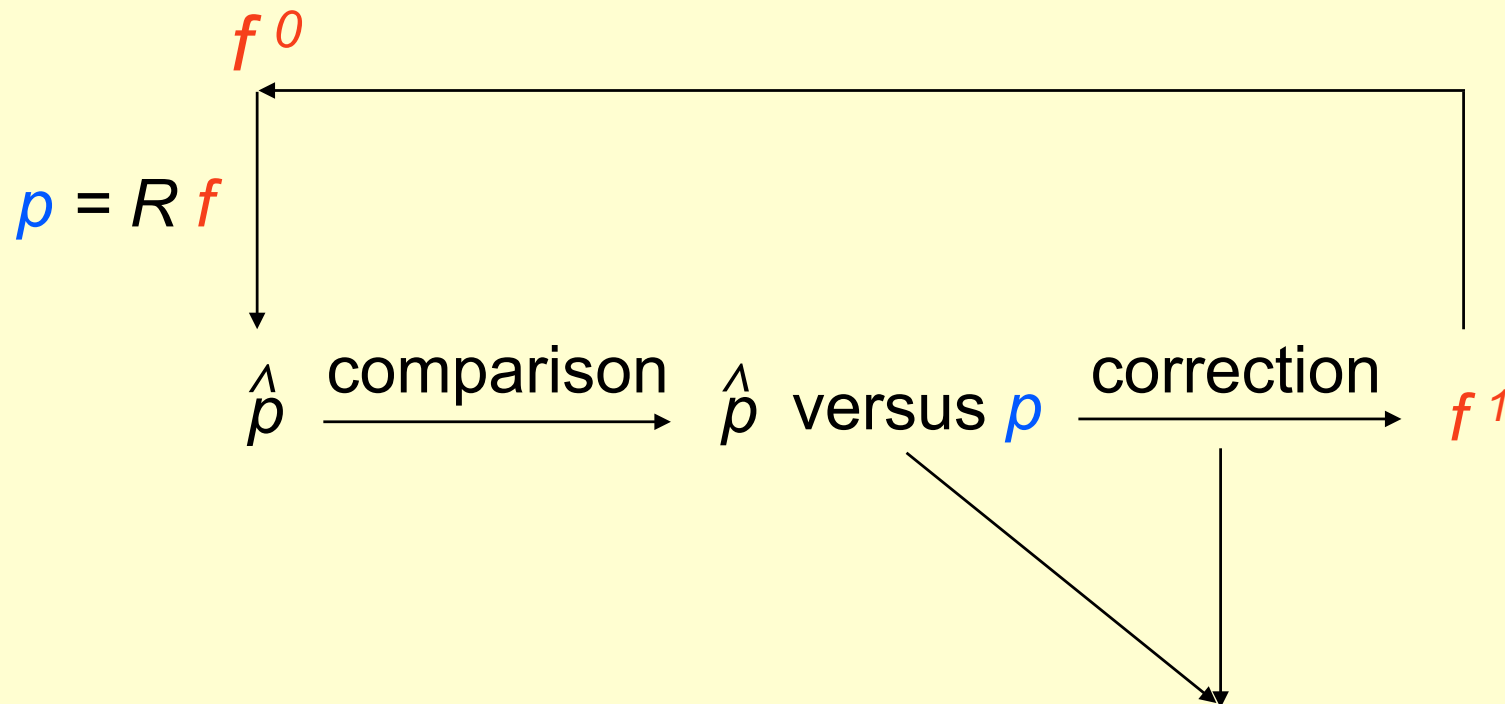 f 0
p = R f
comparison
correction
p̂
p̂ versus p
f 1